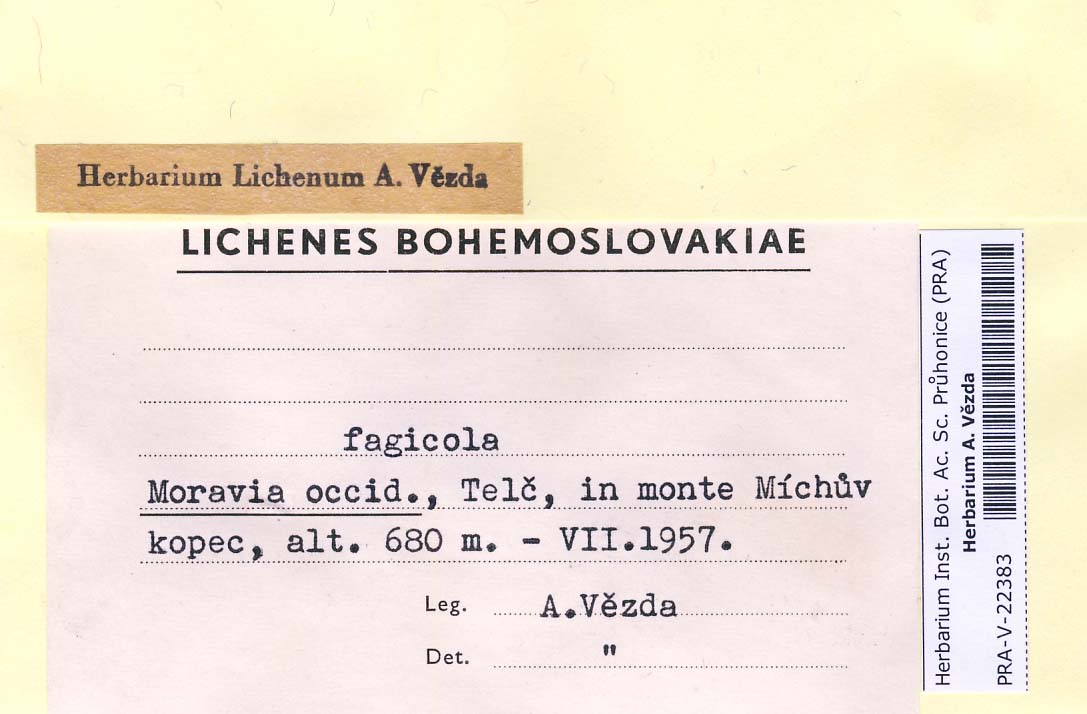 Herbarium Lichenum A. Vězda
LICHENES BOHEMOSLOVAKIAE
fagicola
Moravia occid., Telč, in monte Míchův
kopec, alt. 680 m. - VII.1957.
Leg. A.Vězda
Det. "
Herbarium Inst. Bot. Ac. Sc. Průhonice (PRA)
Herbarium A. Vězda
PRA-V-22383